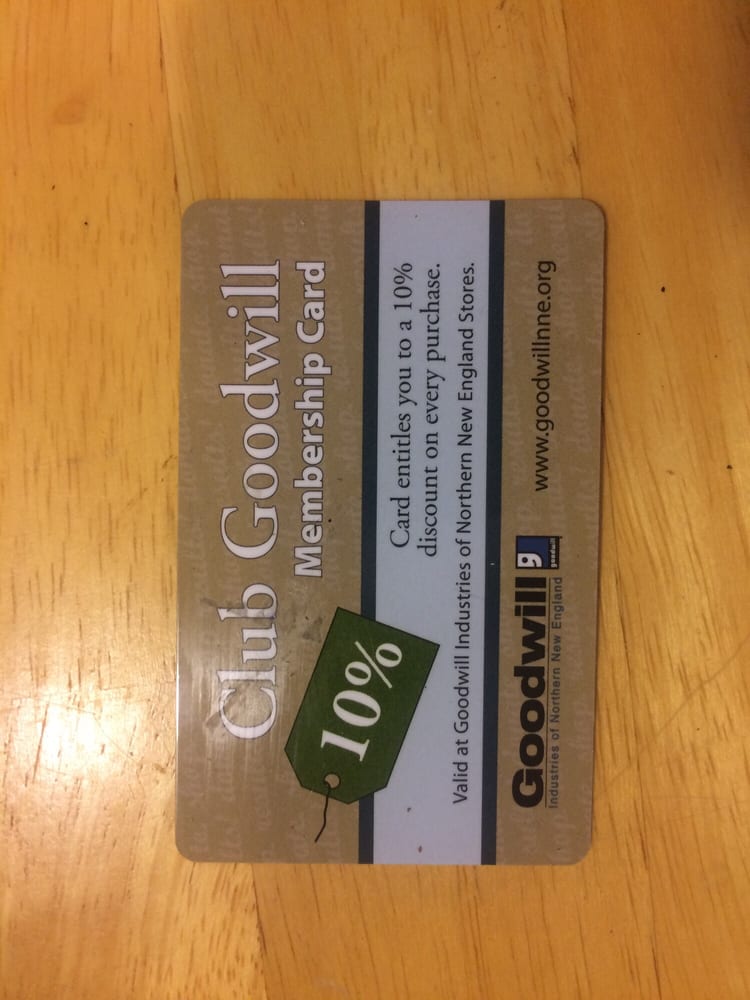 Club Goodwill
Membership Card
10%
Card entitles you to a 10%
discount on every purchase.
Valid at Goodwill Industries of Northern New England Stores.
Goodwill
g
goodwill
Industries of Northern New England
www.goodwillnne.org